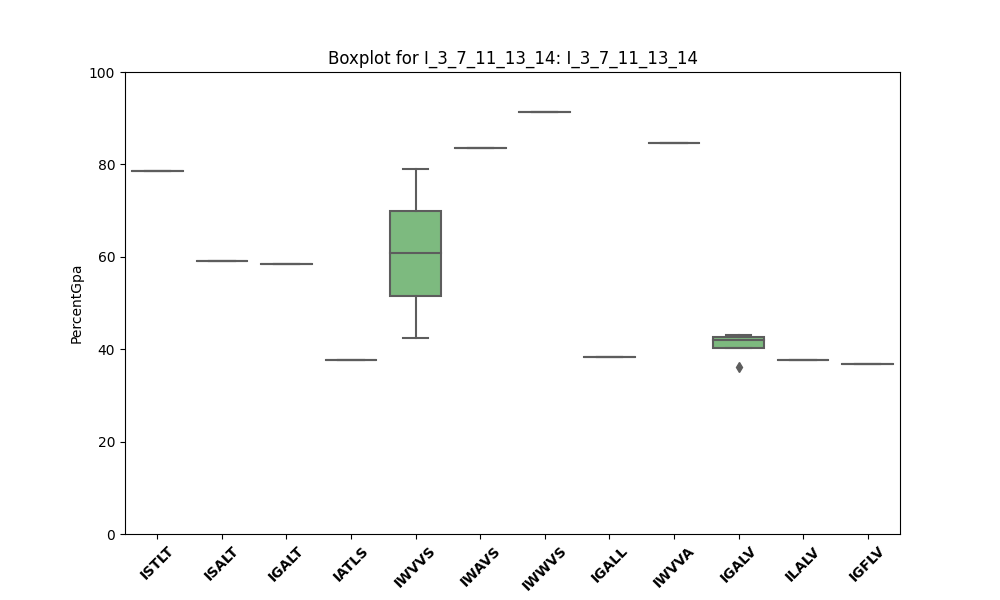 Boxplot for I_3_7_11_13_14: I_3_7_11_13_14
PercentGpa
100
80
60
40
20
0
ISTLT
ISALT
IGALT
IATLS
IWVVS
IWAVS
IWWVS
IGALL
IWVVA
IGALV
ILALV
IGFLV